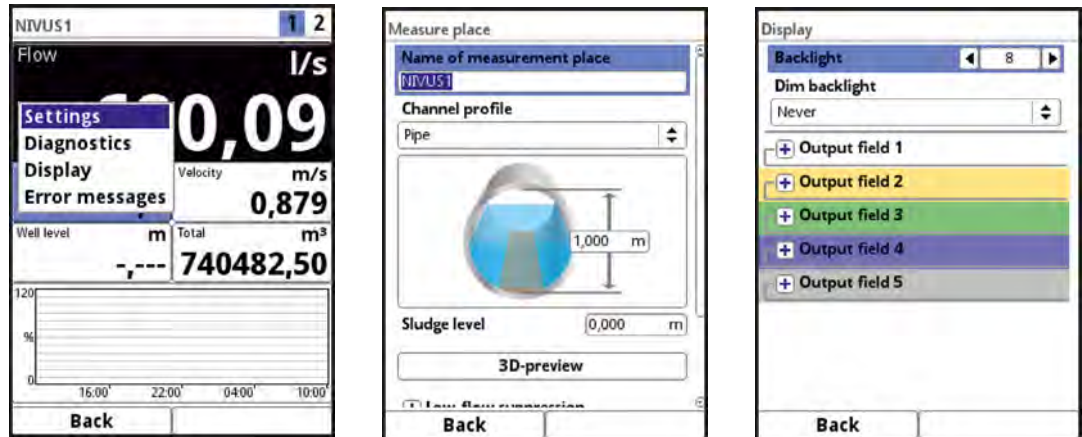 NIVUS1 1 2
Flow l/s
0,09
Settings
Diagnostics
Display
Error messages
Velocity m/s
0,879
Well level m
-,---
Total m³
740482,50
120
%
0
16:00 22:00 04:00 10:00
Back
Measure place
Name of measurement place
NIVUS1
Channel profile
Pipe
1,000 m
Sludge level 0,000 m
3D-preview
Low flow suppression
Back
Display
Backlight 8
Dim backlight
Never
Output field 1
Output field 2
Output field 3
Output field 4
Output field 5
Back